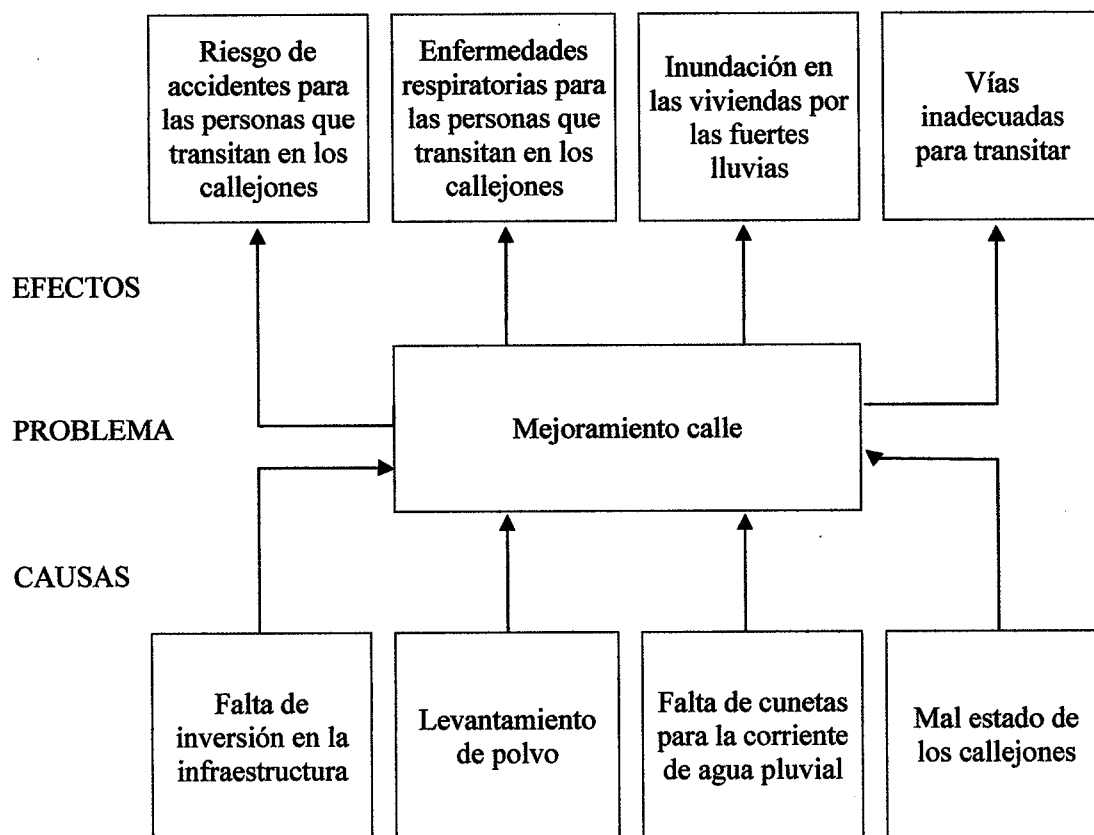 Riesgo de
accidentes para
las personas que
transitan en los
callejones
Enfermedades
respiratorias para
las personas que
transitan en los
callejones
Inundación en
las viviendas por
las fuertes
lluvias
Vías
inadecuadas
para transitar
EFECTOS
PROBLEMA
Mejoramiento calle
CAUSAS
Falta de
inversión en la
infraestructura
Levantamiento
de polvo
Falta de cunetas
para la corriente
de agua pluvial
Mal estado de
los callejones